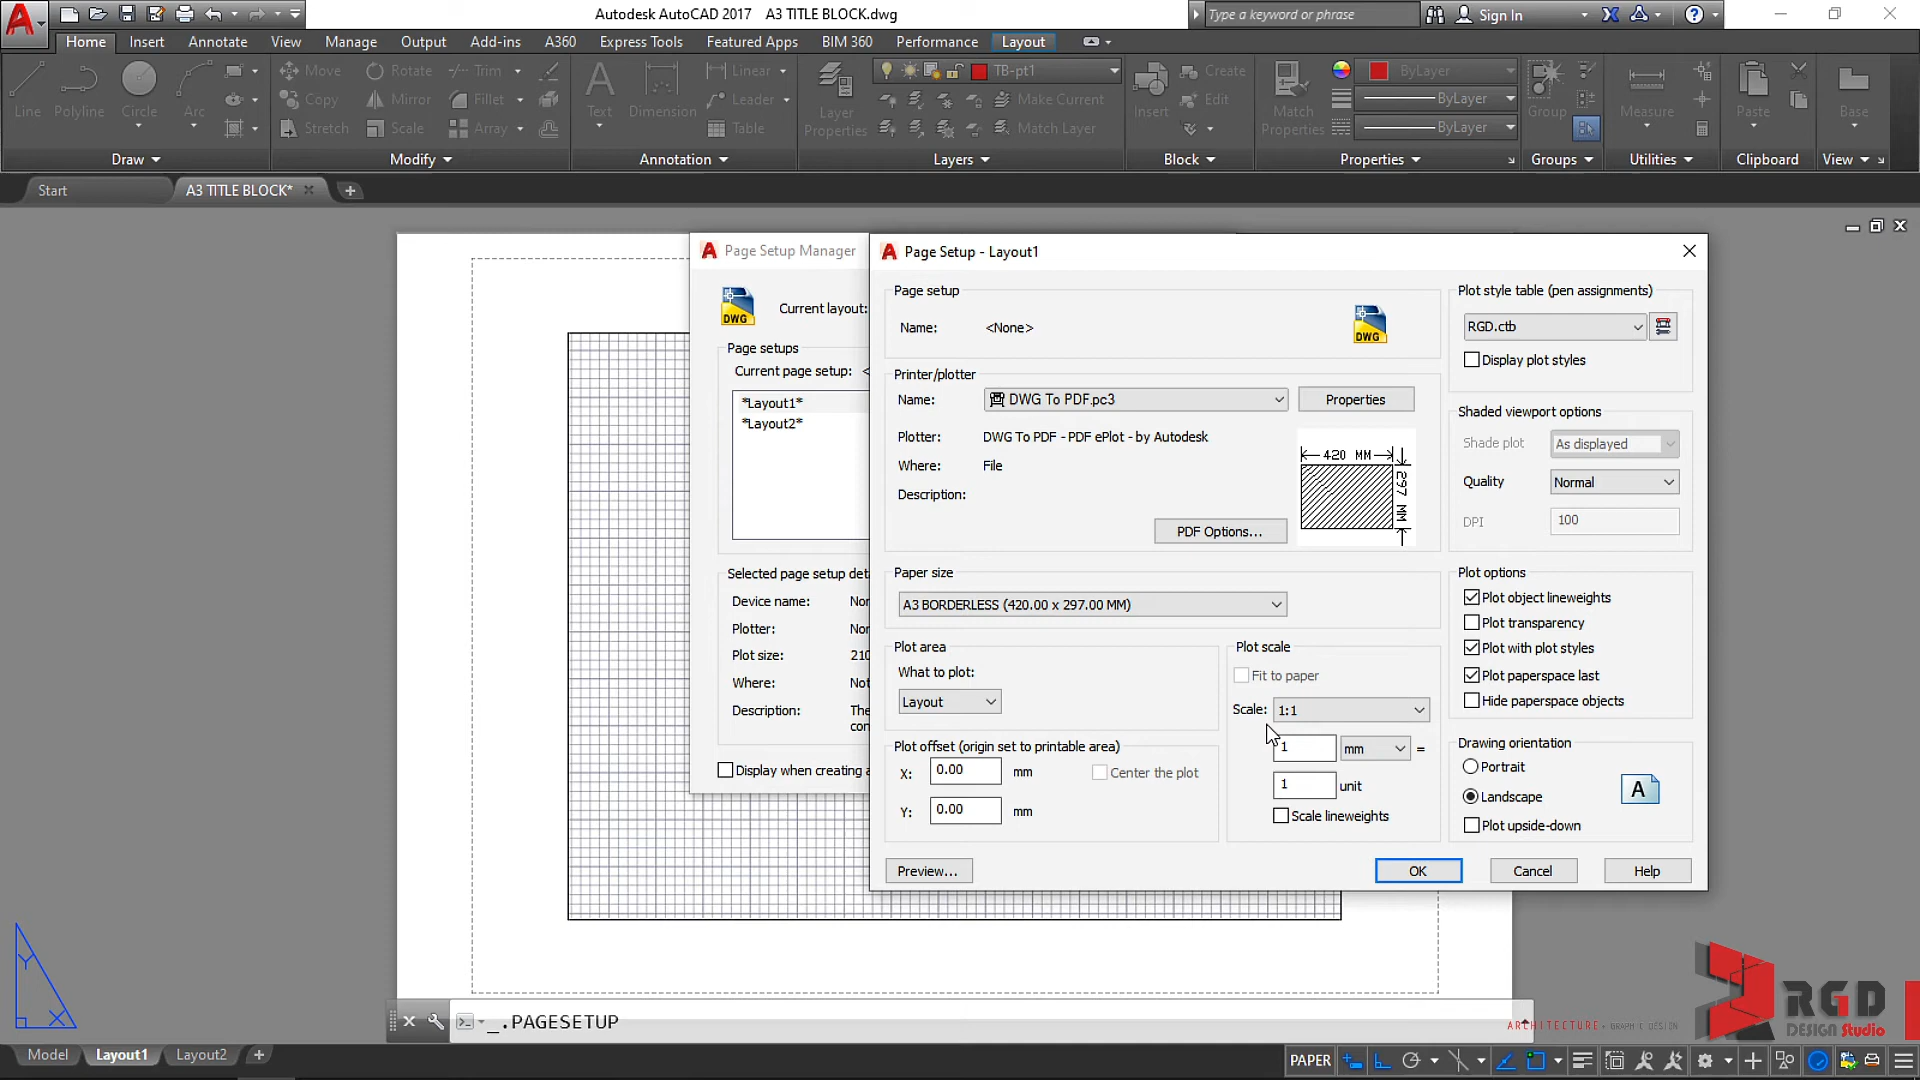 Autodesk AutoCAD 2017 A3 TITLE BLOCK.dwg
Type a keyword or phrase
Sign In
Home Insert Annotate View Manage Output Add-ins A360 Express Tools Featured Apps BIM 360 Performance Layout
Line Polyline Circle Arc
Move Rotate Trim
Copy Mirror Fillet
Stretch Scale Array
Text Dimension
Linear
Leader
Table
Layer Properties
TB-pt1
Make Current
Match Layer
Insert
Create
Edit
Match Properties
ByLayer
ByLayer
ByLayer
Group
Measure
Paste
Base
Draw Modify Annotation Layers Block Properties Groups Utilities Clipboard View
Start A3 TITLE BLOCK*
Page Setup Manager
DWG
Current layout:
Page setups
Current page setup: <
*Layout1*
*Layout2*
Selected page setup det
Device name: Nor
Plotter: Nor
Plot size: 210
Where: Not
Description: The
con
Display when creating a
Page Setup - Layout1
Page setup
Name: <None>
DWG
Printer/plotter
Name: DWG To PDF.pc3 Properties
Plotter: DWG To PDF - PDF ePlot - by Autodesk
Where: File
Description:
420 MM
297 MM
PDF Options...
Paper size
A3 BORDERLESS (420.00 x 297.00 MM)
Plot area
What to plot:
Layout
Plot offset (origin set to printable area)
X: 0.00 mm Center the plot
Y: 0.00 mm
Plot scale
Fit to paper
Scale: 1:1
1 mm =
1 unit
Scale lineweights
Plot style table (pen assignments)
RGD.ctb
Display plot styles
Shaded viewport options
Shade plot As displayed
Quality Normal
DPI 100
Plot options
Plot object lineweights
Plot transparency
Plot with plot styles
Plot paperspace last
Hide paperspace objects
Drawing orientation
Portrait
Landscape
Plot upside-down
A
Preview... OK Cancel Help
Y
X
_.PAGESETUP
RGD
DESIGN Studio
ARCHITECTURE + GRAPHIC DESIGN
Model Layout1 Layout2
PAPER